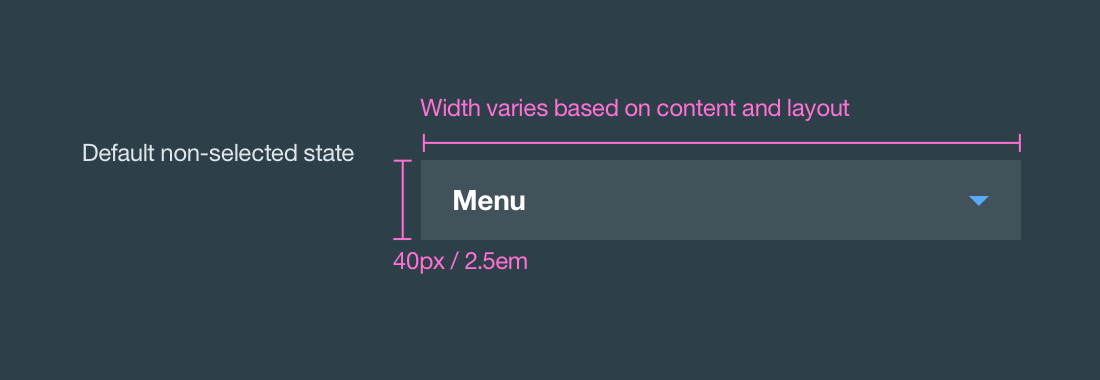 Width varies based on content and layout
Default non-selected state
Menu
40px / 2.5em